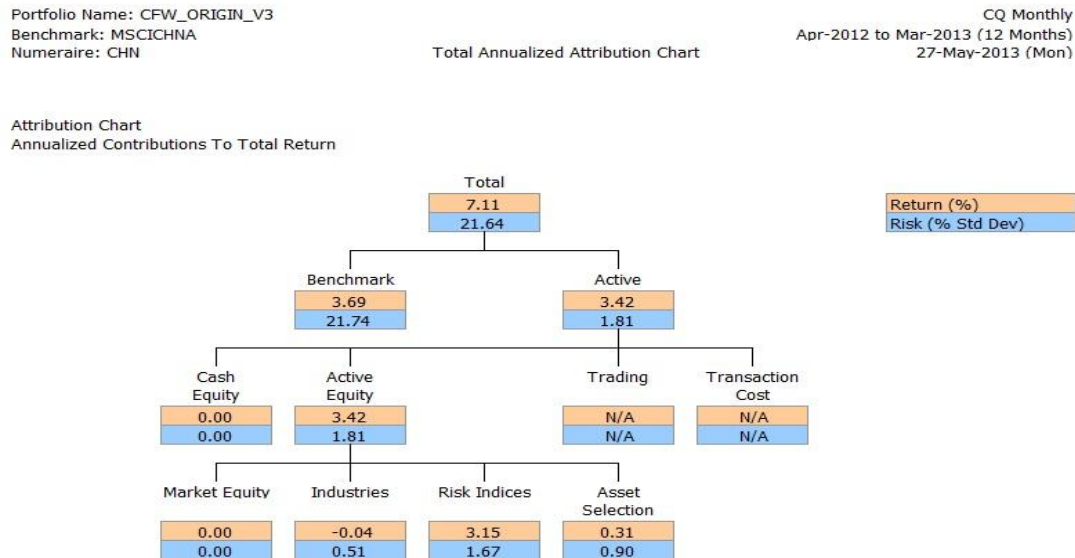 Portfolio Name: CFW_ORIGIN_V3 CQ Monthly
Benchmark: MSCICHNA Apr-2012 to Mar-2013 (12 Months)
Numeraire: CHN Total Annualized Attribution Chart 27-May-2013 (Mon)
Attribution Chart
Annualized Contributions To Total Return
Total
7.11 Return (%)
21.64 Risk (% Std Dev)
Benchmark Active
3.69 3.42
21.74 1.81
Cash Active Trading Transaction
Equity Equity Cost
0.00 3.42 N/A N/A
0.00 1.81 N/A N/A
Market Equity Industries Risk Indices Asset
Selection
0.00 -0.04 3.15 0.31
0.00 0.51 1.67 0.90